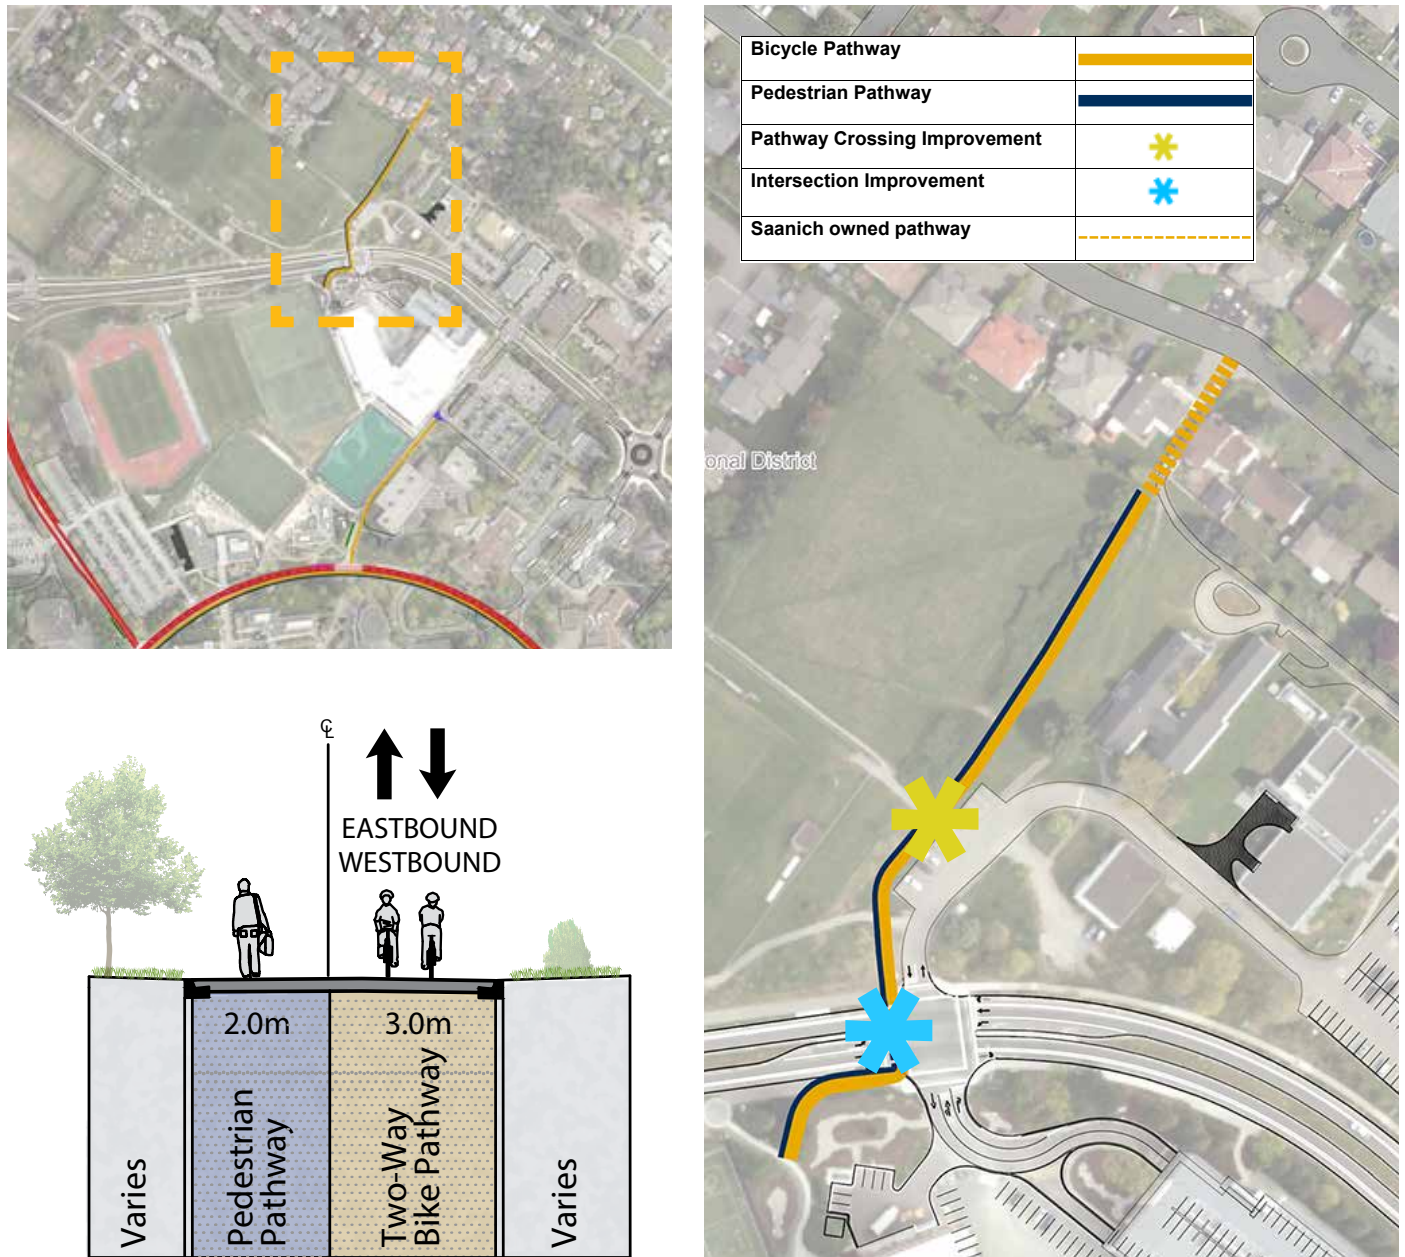 Bicycle Pathway
Pedestrian Pathway
Pathway Crossing Improvement
Intersection Improvement
Saanich owned pathway
onal District
℄
EASTBOUND
WESTBOUND
2.0m
3.0m
Varies
Pedestrian
Pathway
Two-Way
Bike Pathway
Varies